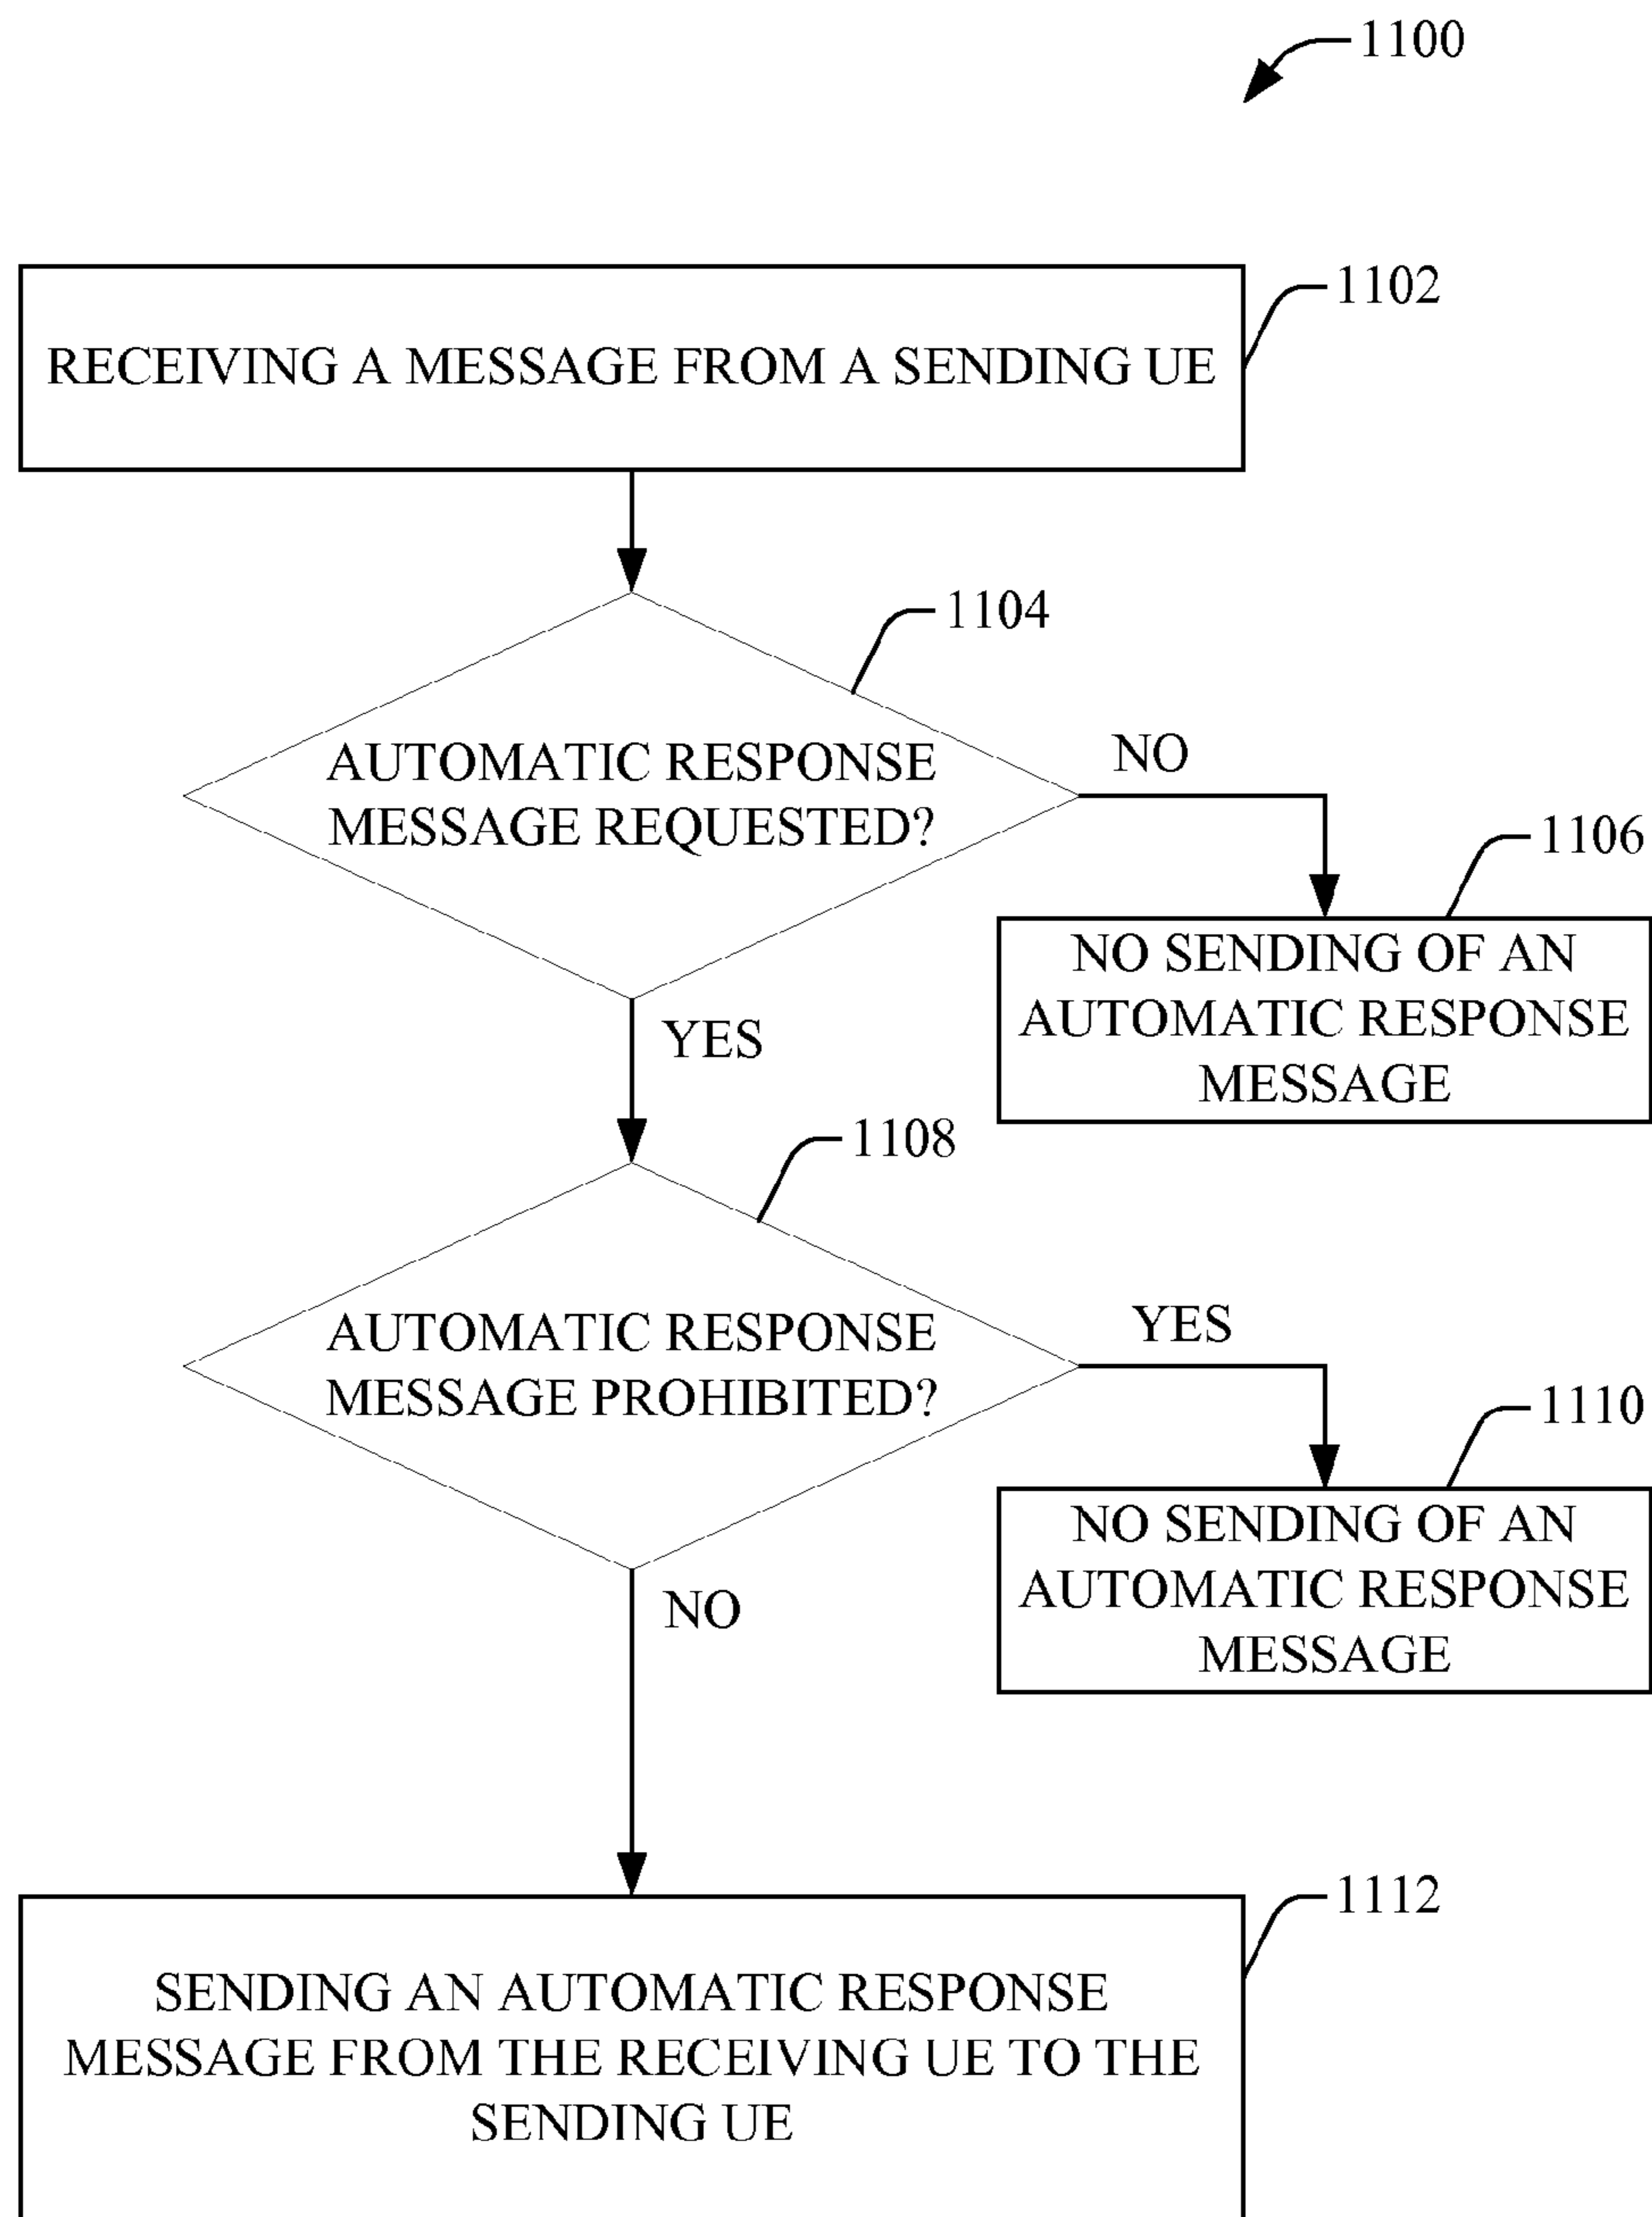 1100
1102
RECEIVING A MESSAGE FROM A SENDING UE
1104
AUTOMATIC RESPONSE
MESSAGE REQUESTED?
NO
1106
NO SENDING OF AN
AUTOMATIC RESPONSE
MESSAGE
YES
1108
AUTOMATIC RESPONSE
MESSAGE PROHIBITED?
YES
1110
NO SENDING OF AN
AUTOMATIC RESPONSE
MESSAGE
NO
1112
SENDING AN AUTOMATIC RESPONSE
MESSAGE FROM THE RECEIVING UE TO THE
SENDING UE